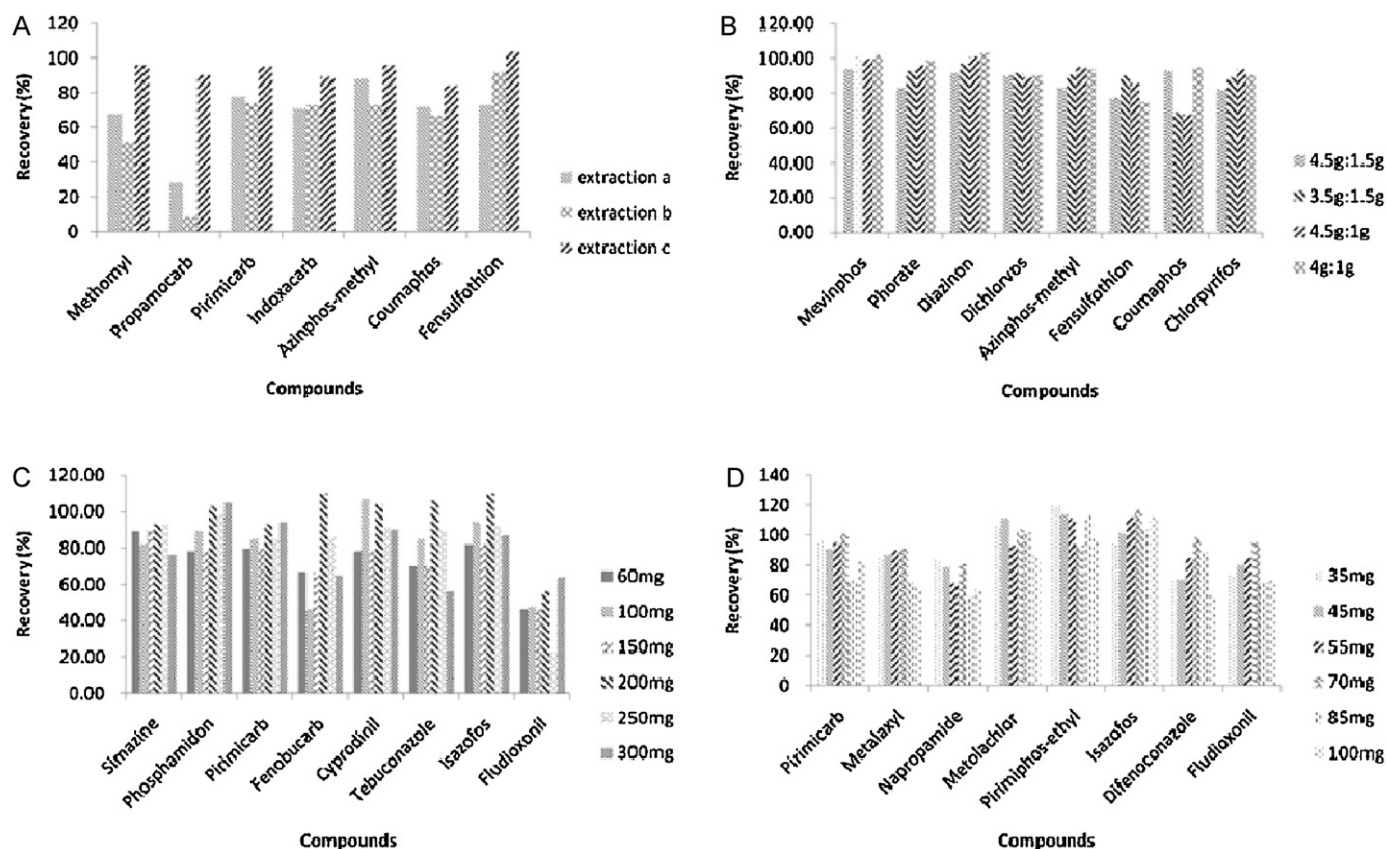 A
120
100
80
60
40
20
0
Recovery (%)
Methomyl
Propamocarb
Pirimicarb
Indoxacarb
Azinphos-methyl
Coumaphos
Fensulfothion
Compounds
extraction a
extraction b
extraction c
B
120.00
100.00
80.00
60.00
40.00
20.00
0.00
Recovery (%)
Mevinphos
Phorate
Diazinon
Dichlorvos
Azinphos-methyl
Fensulfothion
Coumaphos
Chlorpyrifos
Compounds
4.5g:1.5g
3.5g:1.5g
4.5g:1g
4g:1g
C
120.00
100.00
80.00
60.00
40.00
20.00
0.00
Recovery (%)
Simazine
Phosphamidon
Pirimicarb
Fenobucarb
Cyprodinil
Tebuconazole
Isazofos
Fludioxonil
Compounds
60mg
100mg
150mg
200mg
250mg
300mg
D
140
120
100
80
60
40
20
0
Recovery (%)
Pirimicarb
Metalaxyl
Napropamide
Metolachlor
Pirimiphos-ethyl
Isazofos
Difenoconazole
Fludioxonil
Compounds
35mg
45mg
55mg
70mg
85mg
100mg